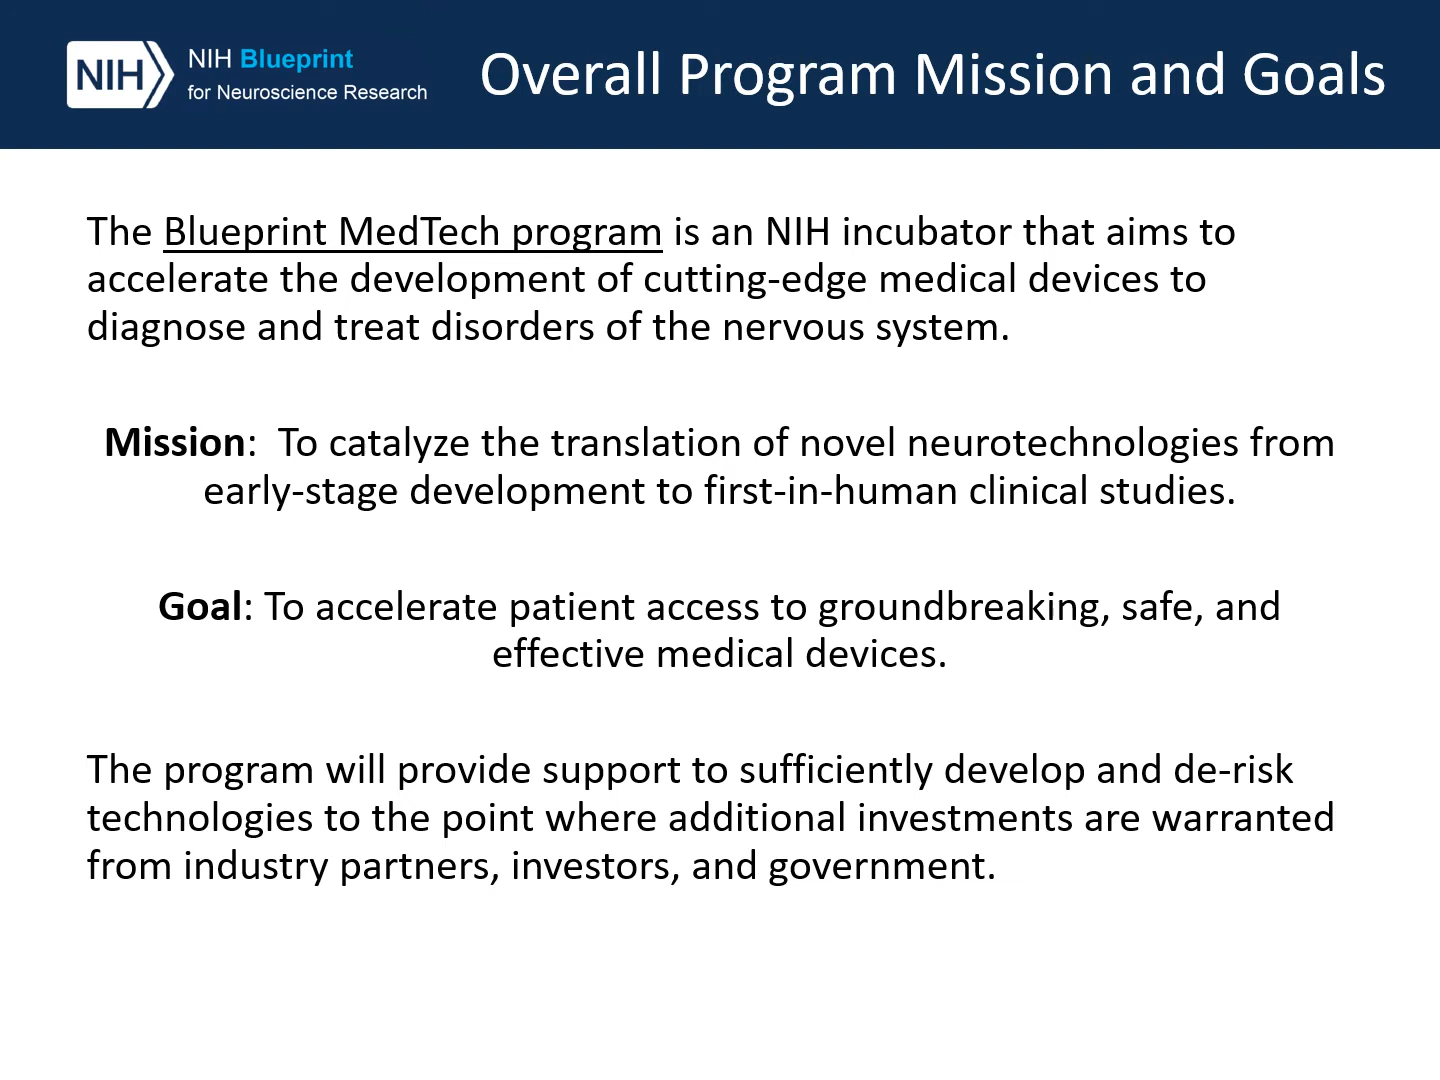 NIH
NIH Blueprint
for Neuroscience Research
Overall Program Mission and Goals
The Blueprint MedTech program is an NIH incubator that aims to
accelerate the development of cutting-edge medical devices to
diagnose and treat disorders of the nervous system.
Mission:  To catalyze the translation of novel neurotechnologies from
early-stage development to first-in-human clinical studies.
Goal: To accelerate patient access to groundbreaking, safe, and
effective medical devices.
The program will provide support to sufficiently develop and de-risk
technologies to the point where additional investments are warranted
from industry partners, investors, and government.